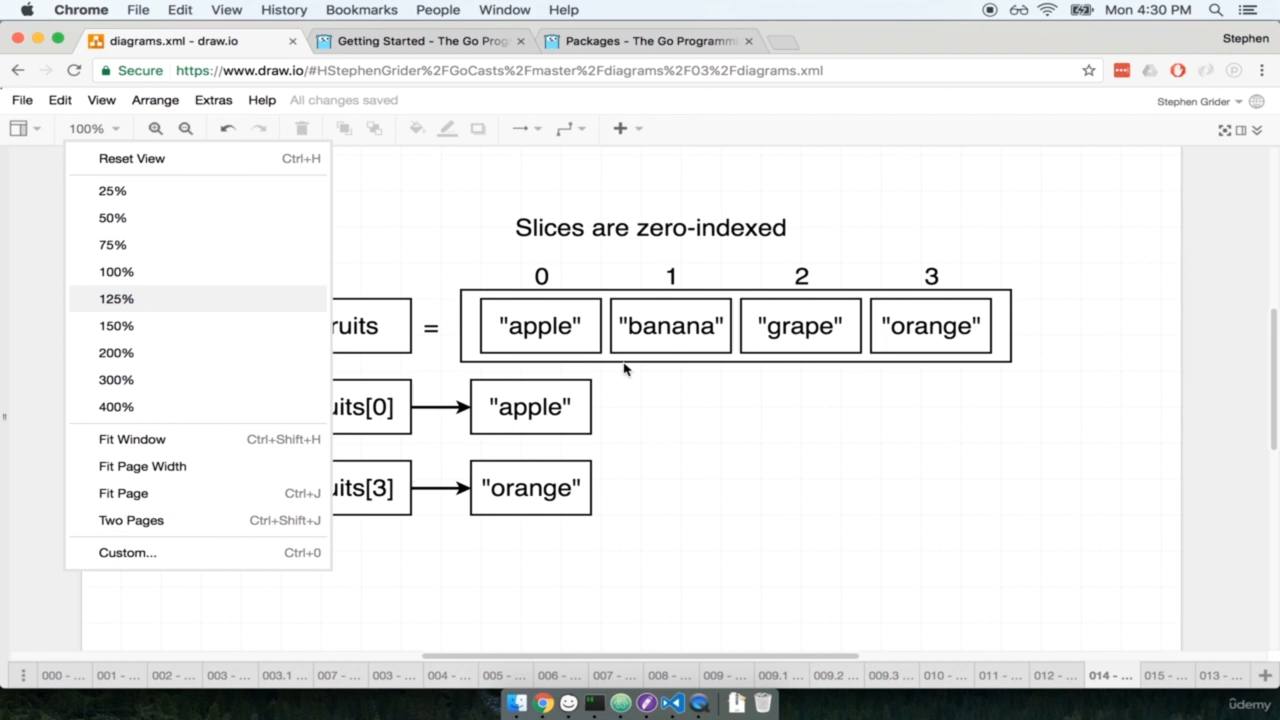 Chrome File Edit View History Bookmarks People Window Help Mon 4:30 PM
diagrams.xml - draw.io Getting Started - The Go Prog Packages - The Go Programmi Stephen
Secure https://www.draw.io/#HStephenGrider%2FGoCasts%2Fmaster%2Fdiagrams%2F03%2Fdiagrams.xml
File Edit View Arrange Extras Help All changes saved Stephen Grider
100%
Reset View Ctrl+H
25%
50%
75%
100%
125%
150%
200%
300%
400%
Fit Window Ctrl+Shift+H
Fit Page Width
Fit Page Ctrl+J
Two Pages Ctrl+Shift+J
Custom... Ctrl+0
Slices are zero-indexed
0 1 2 3
ruits = "apple" "banana" "grape" "orange"
uits[0] "apple"
uits[3] "orange"
000 - ... 001 - ... 002 - ... 003 - ... 003.1 ... 007 - ... 003 - ... 004 - ... 005 - ... 006 - ... 007 - ... 008 - ... 009 - ... 009.1 ... 009.2 ... 009.3 ... 010 - ... 011 - ... 012 - ... 014 - ... 015 - ... 013 - ...
ûdemy